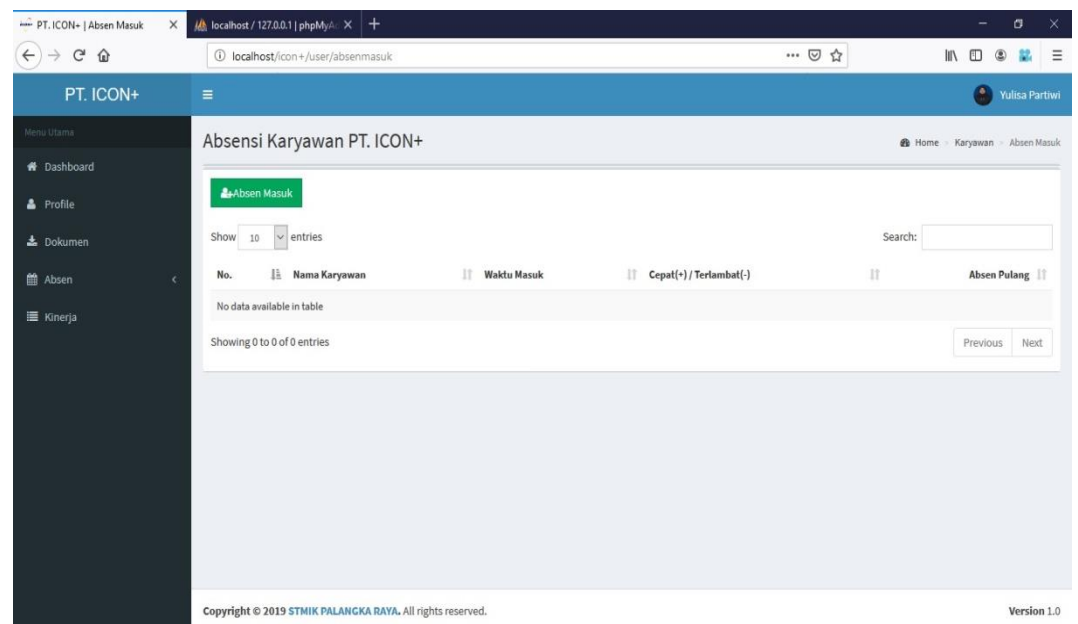 PT. ICON+ | Absen Masuk
localhost / 127.0.0.1 | phpMyA
localhost/icon+/user/absenmasuk
PT. ICON+
Yulisa Partiwi
Menu Utama
Dashboard
Profile
Dokumen
Absen
Kinerja
Absensi Karyawan PT. ICON+
Home > Karyawan > Absen Masuk
Absen Masuk
Show 10 entries
Search:
No. Nama Karyawan Waktu Masuk Cepat(+) / Terlambat(-) Absen Pulang
No data available in table
Showing 0 to 0 of 0 entries
Previous Next
Copyright © 2019 STMIK PALANGKA RAYA. All rights reserved.
Version 1.0